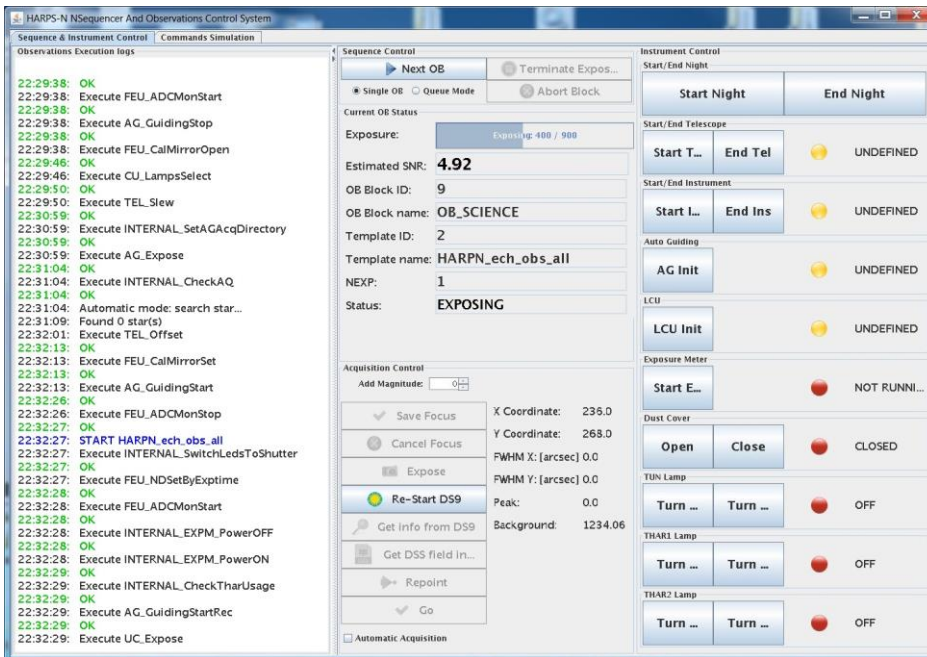 HARPS-N NSequencer And Observations Control System
Sequence & Instrument Control
Commands Simulation
Observations Execution logs
22:29:38: OK
22:29:38: Execute FEU_ADCMonStart
22:29:38: OK
22:29:38: Execute AG_GuidingStop
22:29:38: OK
22:29:38: Execute FEU_CalMirrorOpen
22:29:46: OK
22:29:46: Execute CU_LampsSelect
22:29:50: OK
22:29:50: Execute TEL_Slew
22:30:59: OK
22:30:59: Execute INTERNAL_SetAGAcqDirectory
22:30:59: OK
22:30:59: Execute AG_Expose
22:31:04: OK
22:31:04: Execute INTERNAL_CheckAQ
22:31:04: OK
22:31:04: Automatic mode: search star...
22:31:09: Found 0 star(s)
22:32:01: Execute TEL_Offset
22:32:13: OK
22:32:13: Execute FEU_CalMirrorSet
22:32:13: OK
22:32:13: Execute AG_GuidingStart
22:32:26: OK
22:32:26: Execute FEU_ADCMonStop
22:32:27: OK
22:32:27: START HARPN_ech_obs_all
22:32:27: Execute INTERNAL_SwitchLedsToShutter
22:32:27: OK
22:32:27: Execute FEU_NDSetByExptime
22:32:28: OK
22:32:28: Execute FEU_ADCMonStart
22:32:28: OK
22:32:28: Execute INTERNAL_EXPM_PowerOFF
22:32:28: OK
22:32:28: Execute INTERNAL_EXPM_PowerON
22:32:29: OK
22:32:29: Execute INTERNAL_CheckTharUsage
22:32:29: OK
22:32:29: Execute AG_GuidingStartRec
22:32:29: OK
22:32:29: Execute UC_Expose
Sequence Control
Next OB
Terminate Expos...
Single OB
Queue Mode
Abort Block
Current OB Status
Exposure: Exposing: 400 / 900
Estimated SNR: 4.92
OB Block ID: 9
OB Block name: OB_SCIENCE
Template ID: 2
Template name: HARPN_ech_obs_all
NEXP: 1
Status: EXPOSING
Acquisition Control
Add Magnitude: 0
Save Focus
Cancel Focus
Expose
Re-Start DS9
Get info from DS9
Get DSS field in...
Repoint
Go
Automatic Acquisition
X Coordinate: 236.0
Y Coordinate: 268.0
FWHM X: [arcsec] 0.0
FWHM Y: [arcsec] 0.0
Peak: 0.0
Background: 1234.06
Instrument Control
Start/End Night
Start Night
End Night
Start/End Telescope
Start T...
End Tel
UNDEFINED
Start/End Instrument
Start I...
End Ins
UNDEFINED
Auto Guiding
AG Init
UNDEFINED
LCU
LCU Init
UNDEFINED
Exposure Meter
Start E...
NOT RUNNI...
Dust Cover
Open
Close
CLOSED
TUN Lamp
Turn ...
Turn ...
OFF
THAR1 Lamp
Turn ...
Turn ...
OFF
THAR2 Lamp
Turn ...
Turn ...
OFF